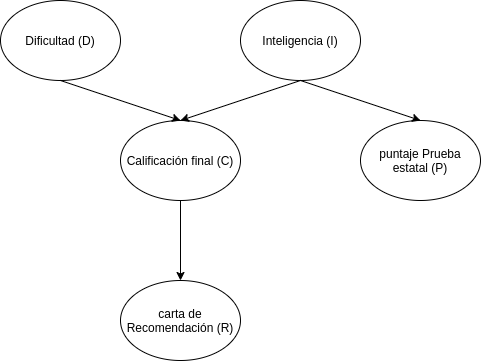 Dificultad (D)
Inteligencia (I)
Calificación final (C)
puntaje Prueba
estatal (P)
carta de
Recomendación (R)